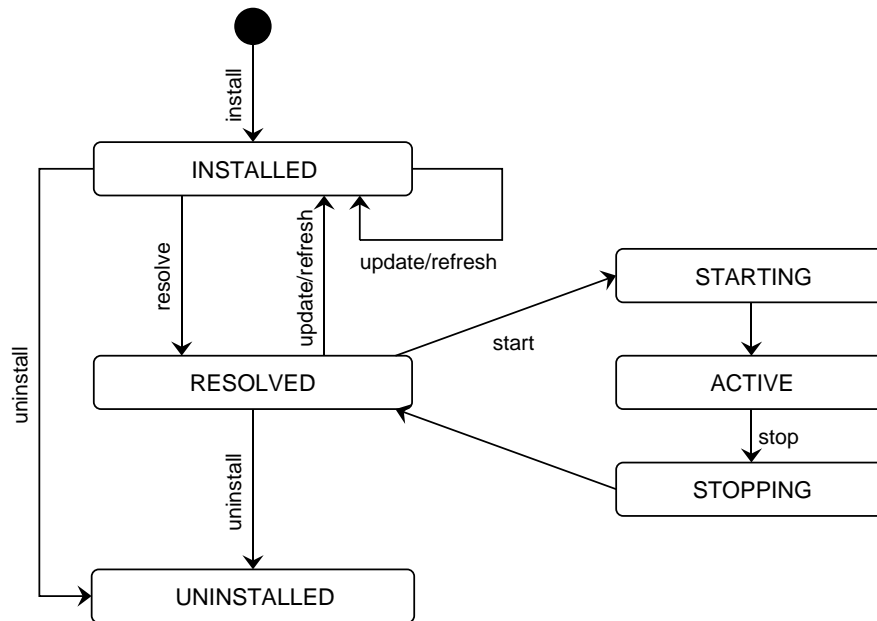 install
INSTALLED
resolve
update/refresh
update/refresh
STARTING
start
uninstall
RESOLVED
ACTIVE
stop
uninstall
STOPPING
UNINSTALLED